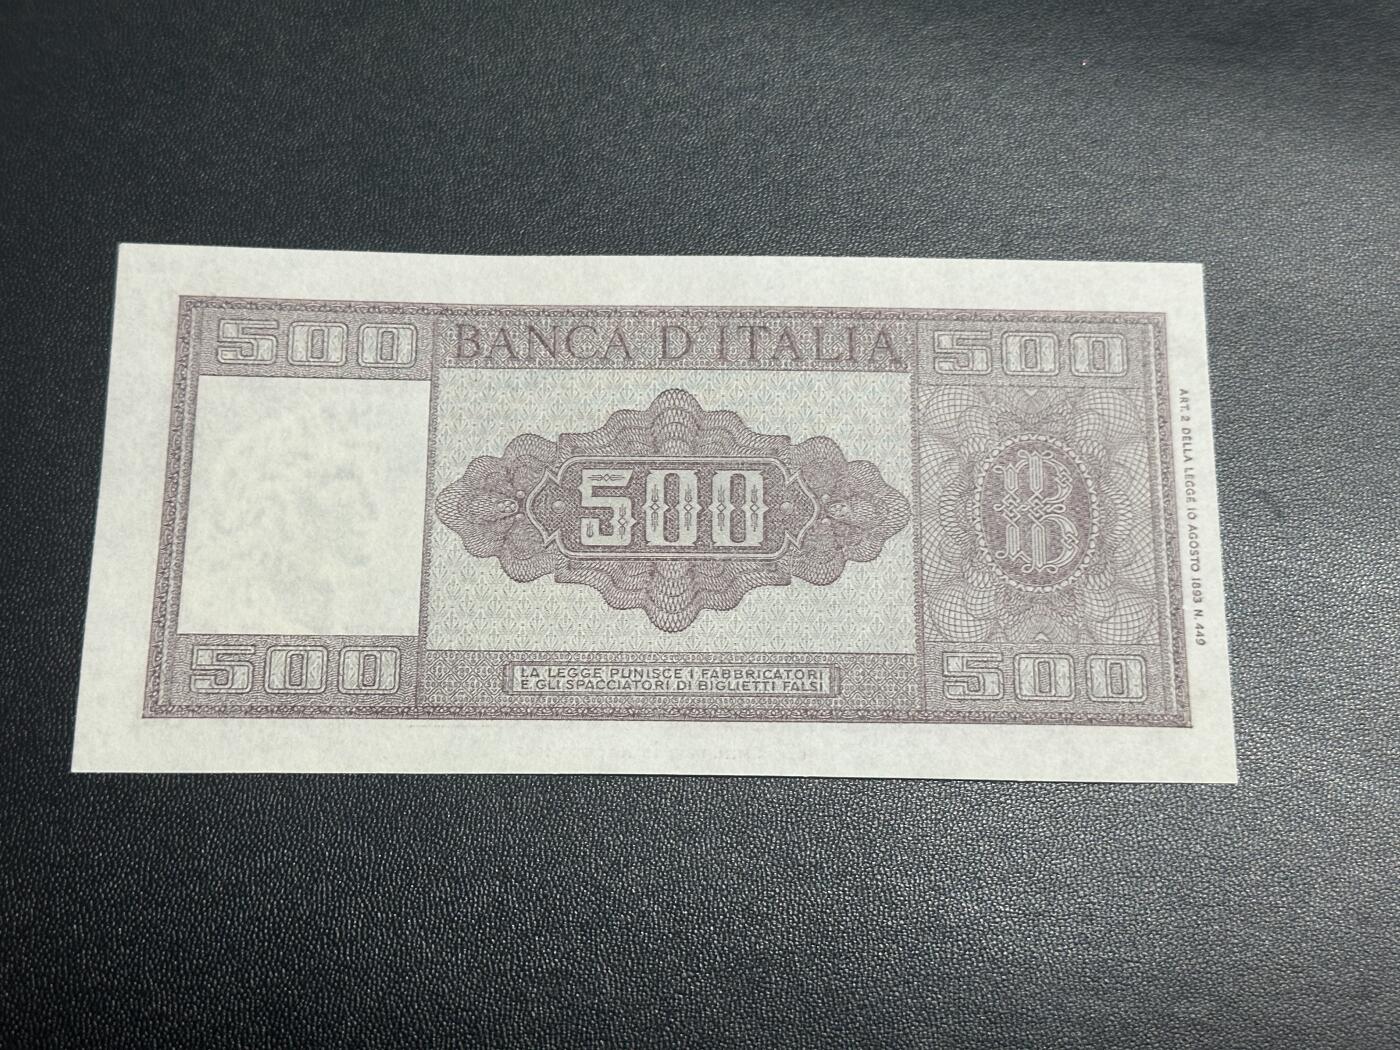 500 BANCA D'ITALIA 500
500
B
500 LA LEGGE PUNISCE I FABBRICATORI 500
E GLI SPACCIATORI DI BIGLIETTI FALSI
ART. 2 DELLA LEGGE 10 AGOSTO 1893 N. 449